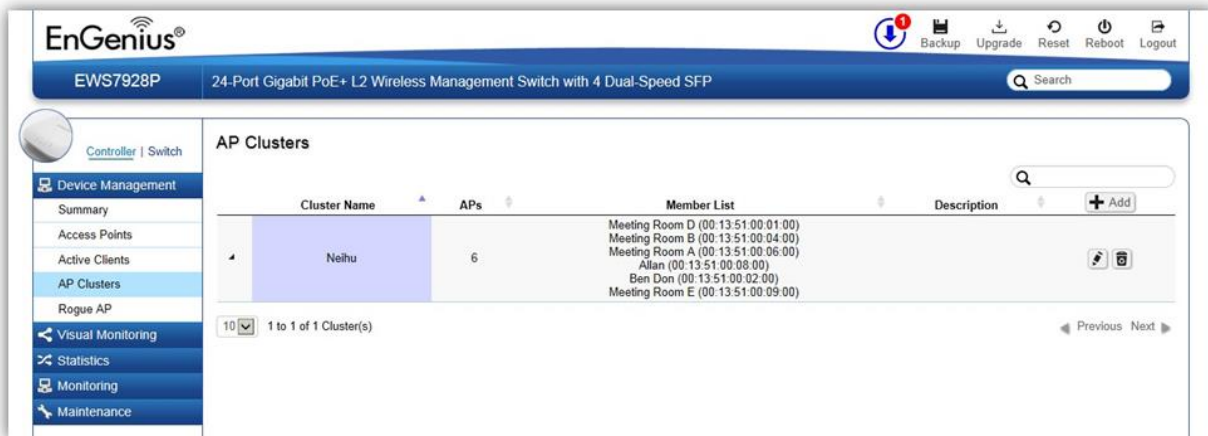 EnGenius®
1
Backup Upgrade Reset Reboot Logout
EWS7928P 24-Port Gigabit PoE+ L2 Wireless Management Switch with 4 Dual-Speed SFP Search
Controller | Switch
Device Management
Summary
Access Points
Active Clients
AP Clusters
Rogue AP
Visual Monitoring
Statistics
Monitoring
Maintenance
AP Clusters
Cluster Name APs Member List Description Add
Neihu 6
Meeting Room D (00:13:51:00:01:00)
Meeting Room B (00:13:51:00:04:00)
Meeting Room A (00:13:51:00:06:00)
Allan (00:13:51:00:08:00)
Ben Don (00:13:51:00:02:00)
Meeting Room E (00:13:51:00:09:00)
10 1 to 1 of 1 Cluster(s) Previous Next